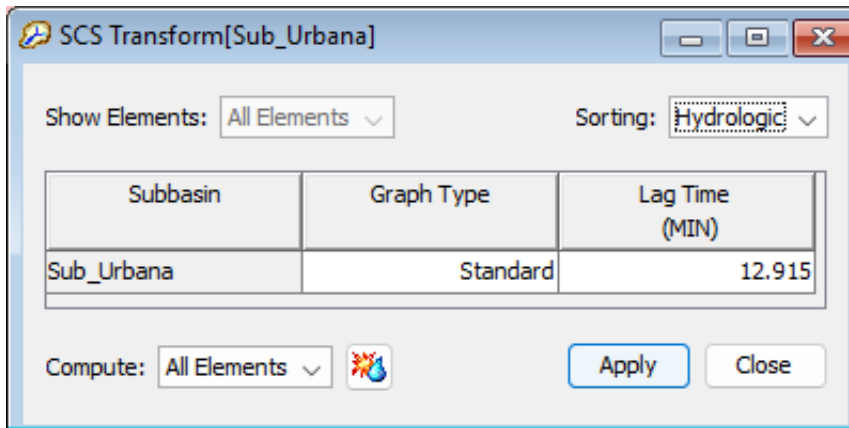 SCS Transform[Sub_Urbana]
Show Elements: All Elements Sorting: Hydrologic
Subbasin Graph Type Lag Time
(MIN)
Sub_Urbana Standard 12.915
Compute: All Elements Apply Close